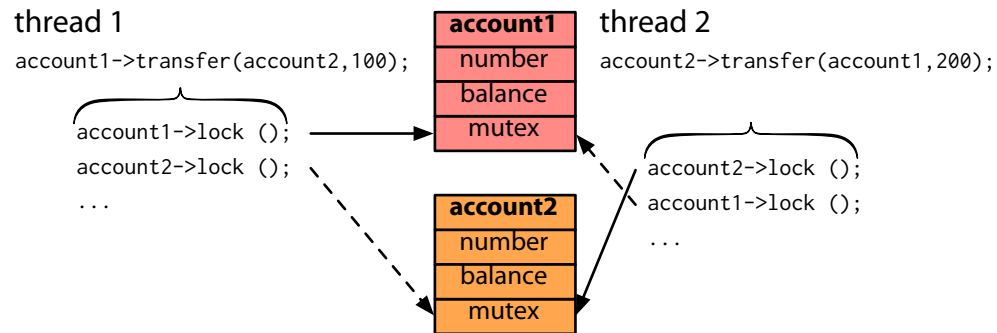 thread 1
account1->transfer(account2,100);
account1->lock ();
account2->lock ();
...
account1
number
balance
mutex
account2
number
balance
mutex
thread 2
account2->transfer(account1,200);
account2->lock ();
account1->lock ();
...